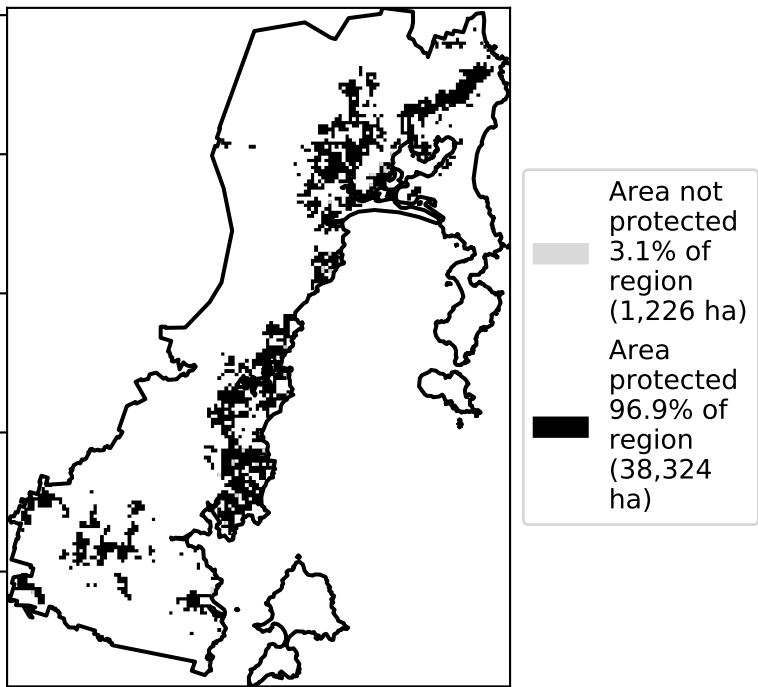 Area not
protected
3.1% of
region
(1,226 ha)
Area
protected
96.9% of
region
(38,324
ha)